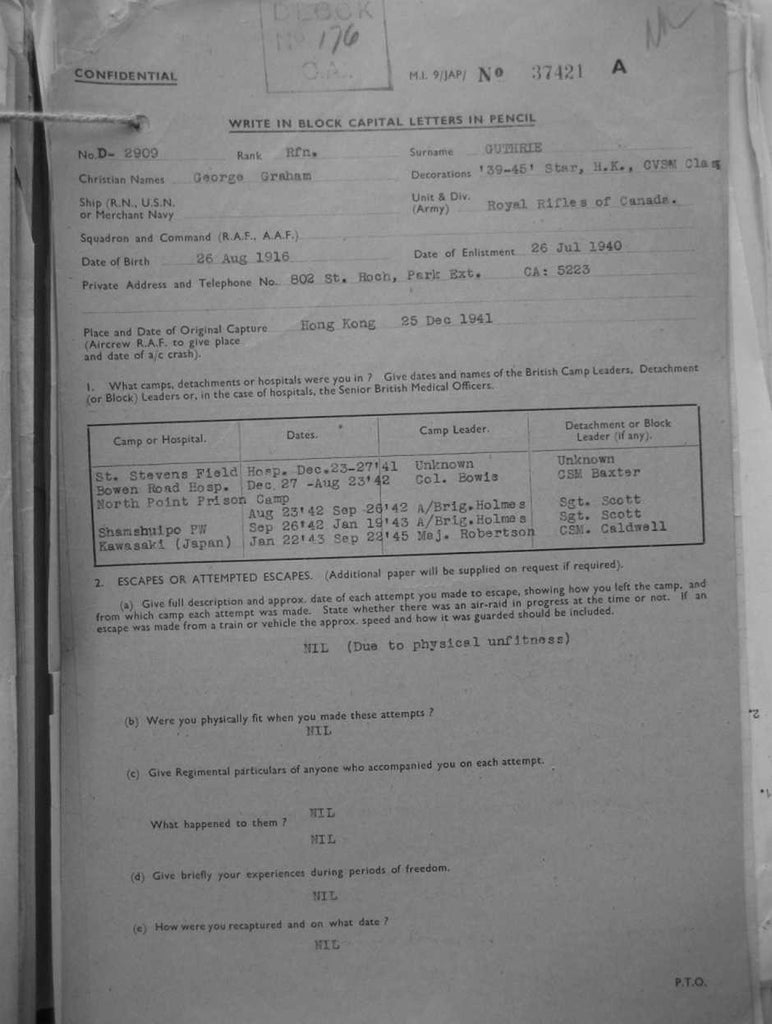 BLOCK
No 176
O.A.
CONFIDENTIAL
M.I. 9/JAP/ No 37421 A
WRITE IN BLOCK CAPITAL LETTERS IN PENCIL
No. D- 2909 Rank Rfn. Surname GUTHRIE
Christian Names George Graham Decorations '39-45' Star, H.K., CVSM Clas
Ship (R.N., U.S.N. or Merchant Navy Unit & Div. (Army) Royal Rifles of Canada.
Squadron and Command (R.A.F., A.A.F.)
Date of Birth 26 Aug 1916 Date of Enlistment 26 Jul 1940
Private Address and Telephone No. 802 St. Roch, Park Ext. CA: 5223
Place and Date of Original Capture Hong Kong 25 Dec 1941
(Aircrew R.A.F. to give place
and date of a/c crash).
1. What camps, detachments or hospitals were you in ? Give dates and names of the British Camp Leaders, Detachment
(or Block) Leaders or, in the case of hospitals, the Senior British Medical Officers.
Camp or Hospital. Dates. Camp Leader. Detachment or Block Leader (if any).
St. Stevens Field Hosp. Dec.23-27'41 Unknown Unknown
Bowen Road Hosp. Dec. 27 -Aug 23'42 Col. Bowie CSM Baxter
North Point Prison Camp
Aug 23'42 Sep 26'42 A/Brig.Holmes Sgt. Scott
Shamshuipo PW Sep 26'42 Jan 19'43 A/Brig.Holmes Sgt. Scott
Kawasaki (Japan) Jan 22'43 Sep 22'45 Maj. Robertson CSM. Caldwell
2. ESCAPES OR ATTEMPTED ESCAPES. (Additional paper will be supplied on request if required).
(a) Give full description and approx. date of each attempt you made to escape, showing how you left the camp, and
from which camp each attempt was made. State whether there was an air-raid in progress at the time or not. If an
escape was made from a train or vehicle the approx. speed and how it was guarded should be included.
NIL (Due to physical unfitness)
(b) Were you physically fit when you made these attempts ?
NIL
(c) Give Regimental particulars of anyone who accompanied you on each attempt.
NIL
What happened to them ?
NIL
(d) Give briefly your experiences during periods of freedom.
NIL
(e) How were you recaptured and on what date ?
NIL
P.T.O.
2.
1.